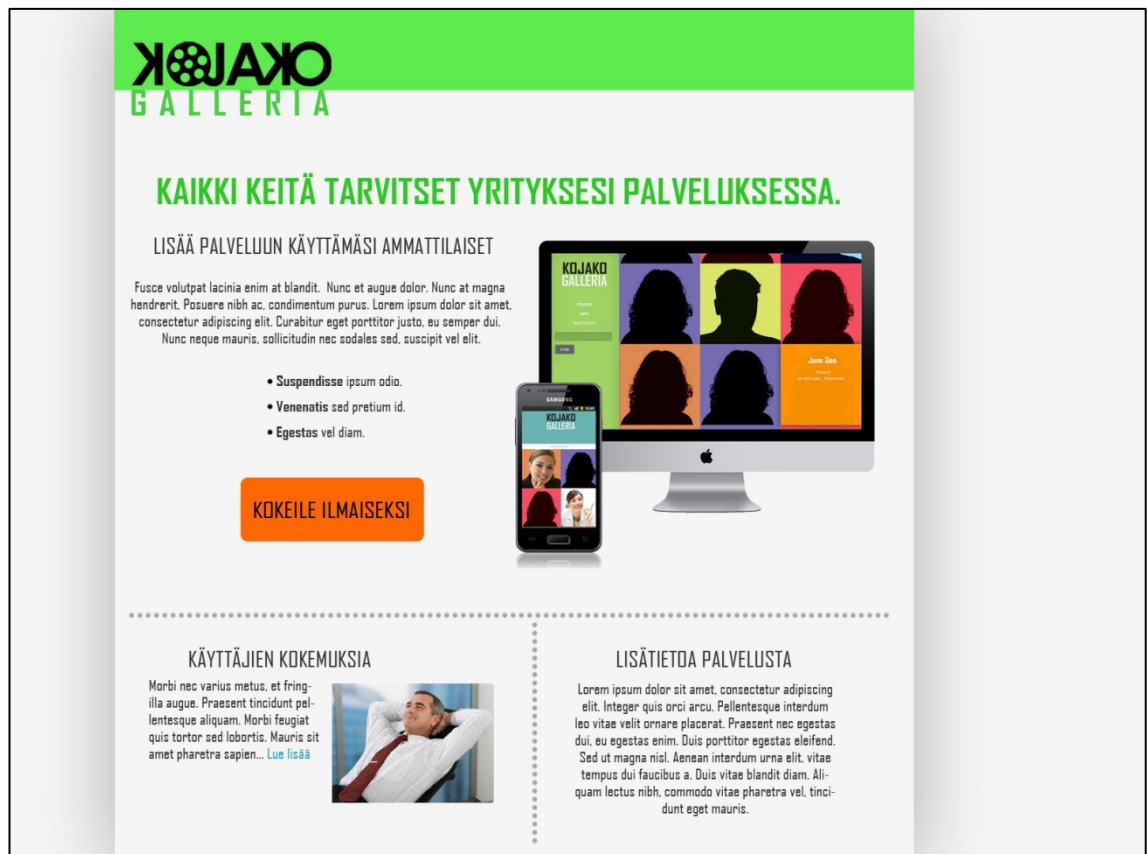 KOJAKO
GALLERIA
KAIKKI KEITÄ TARVITSET YRITYKSESI PALVELUKSESSA.
LISÄÄ PALVELUUN KÄYTTÄMÄSI AMMATTILAISET
Fusce volutpat lacinia enim at blandit. Nunc et augue dolor. Nunc at magna
hendrerit, Posuere nibh ac, condimentum purus. Lorem ipsum dolor sit amet,
consectetur adipiscing elit. Curabitur eget porttitor justo, eu semper dui.
Nunc neque mauris, sollicitudin nec sodales sed, suscipit vel elit.
• Suspendisse ipsum odio.
• Venenatis sed pretium id.
• Egestas vel diam.
KOKEILE ILMAISEKSI
KOJAKO
GALLERIA
Jane Doe
SAMSUNG
KOJAKO
GALLERIA
KÄYTTÄJIEN KOKEMUKSIA
Morbi nec varius metus, et fring-
illa augue. Praesent tincidunt pel-
lentesque aliquam. Morbi feugiat
quis tortor sed lobortis. Mauris sit
amet pharetra sapien... Lue lisää
LISÄTIETOA PALVELUSTA
Lorem ipsum dolor sit amet, consectetur adipiscing
elit. Integer quis orci arcu. Pellentesque interdum
leo vitae velit ornare placerat. Praesent nec egestas
dui, eu egestas enim. Duis porttitor egestas eleifend.
Sed ut magna nisl. Aenean interdum urna elit, vitae
tempus dui faucibus a. Duis vitae blandit diam. Ali-
quam lectus nibh, commodo vitae pharetra vel, tinci-
dunt eget mauris.